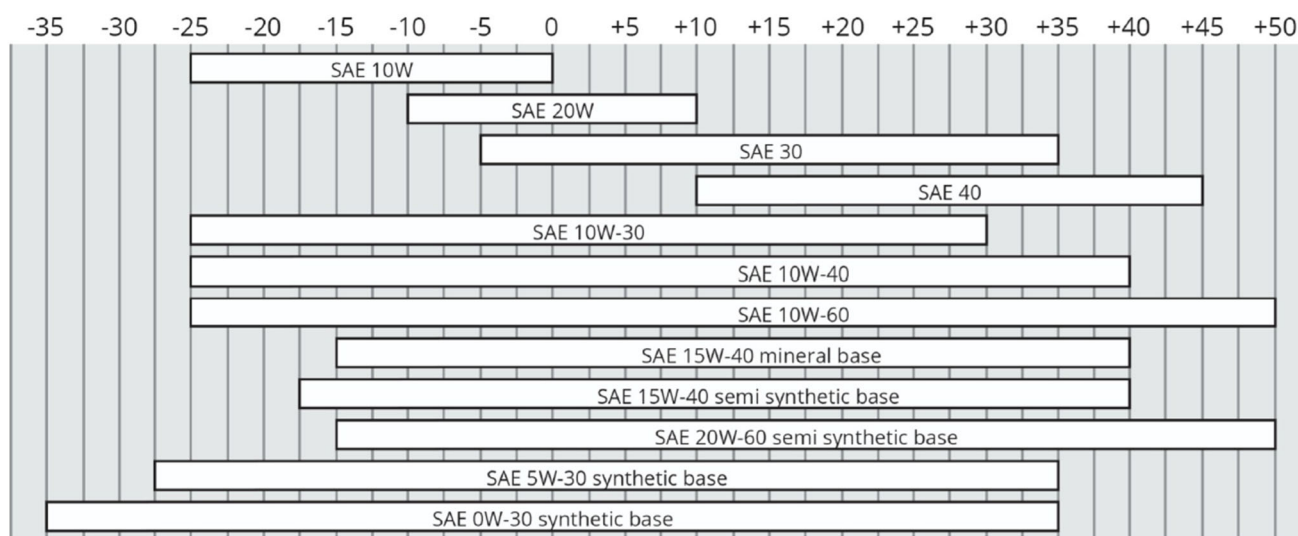 -35 -30 -25 -20 -15 -10 -5 0 +5 +10 +15 +20 +25 +30 +35 +40 +45 +50
SAE 10W
SAE 20W
SAE 30
SAE 40
SAE 10W-30
SAE 10W-40
SAE 10W-60
SAE 15W-40 mineral base
SAE 15W-40 semi synthetic base
SAE 20W-60 semi synthetic base
SAE 5W-30 synthetic base
SAE 0W-30 synthetic base